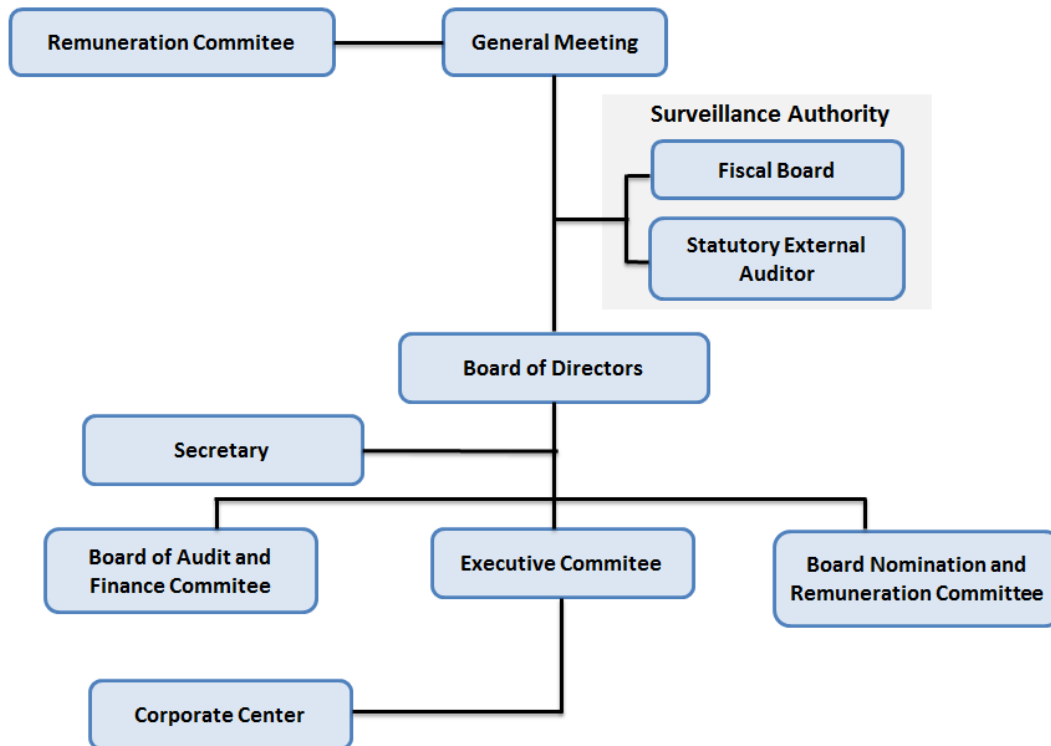 Remuneration Commitee
General Meeting
Surveillance Authority
Fiscal Board
Statutory External
Auditor
Board of Directors
Secretary
Board of Audit and
Finance Commitee
Executive Commitee
Board Nomination and
Remuneration Committee
Corporate Center